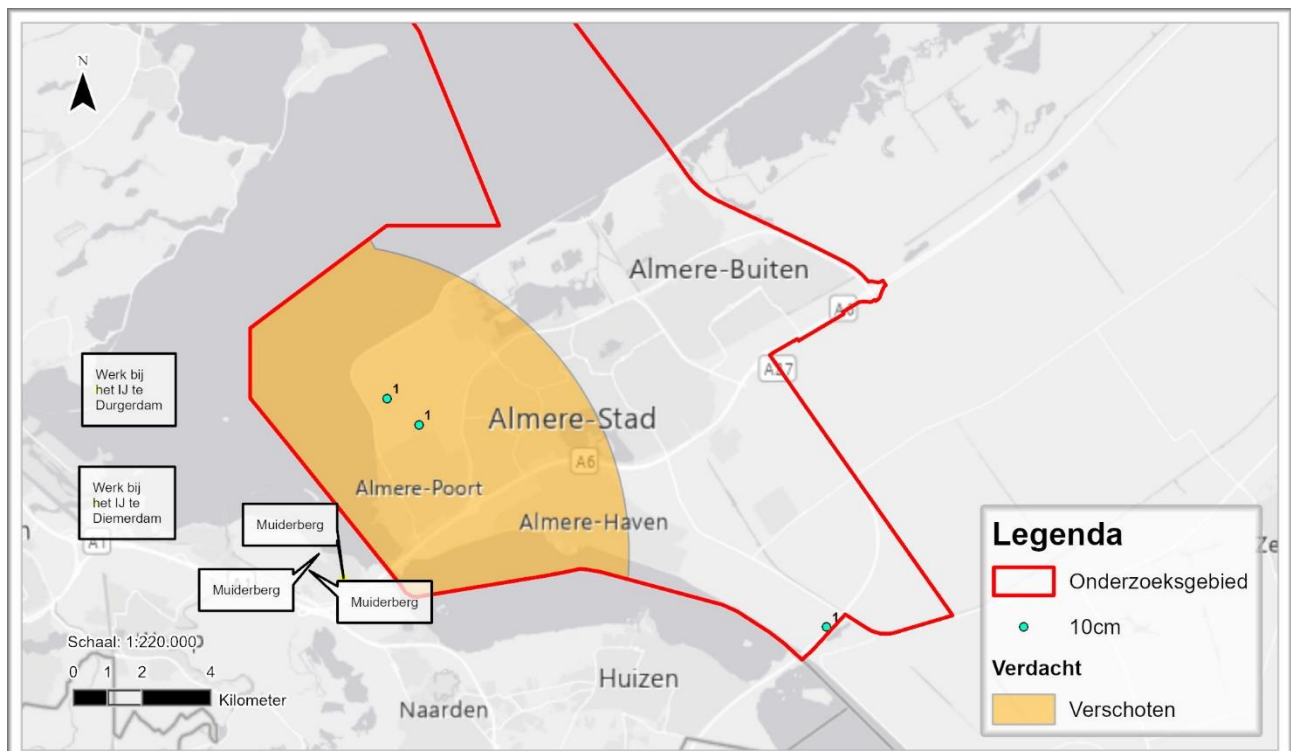 N
Almere-Buiten
A6
A27
Werk bij
het IJ te
Durgerdam
1
1
Almere-Stad
A6
Almere-Poort
Werk bij
het IJ te
Diemerdam
Muiderberg
A1
Almere-Haven
Muiderberg
Muiderberg
1
Legenda
Onderzoeksgebied
10cm
Verdacht
Verschoten
Schaal: 1:220.000
0 1 2 4
Kilometer
Huizen
Naarden